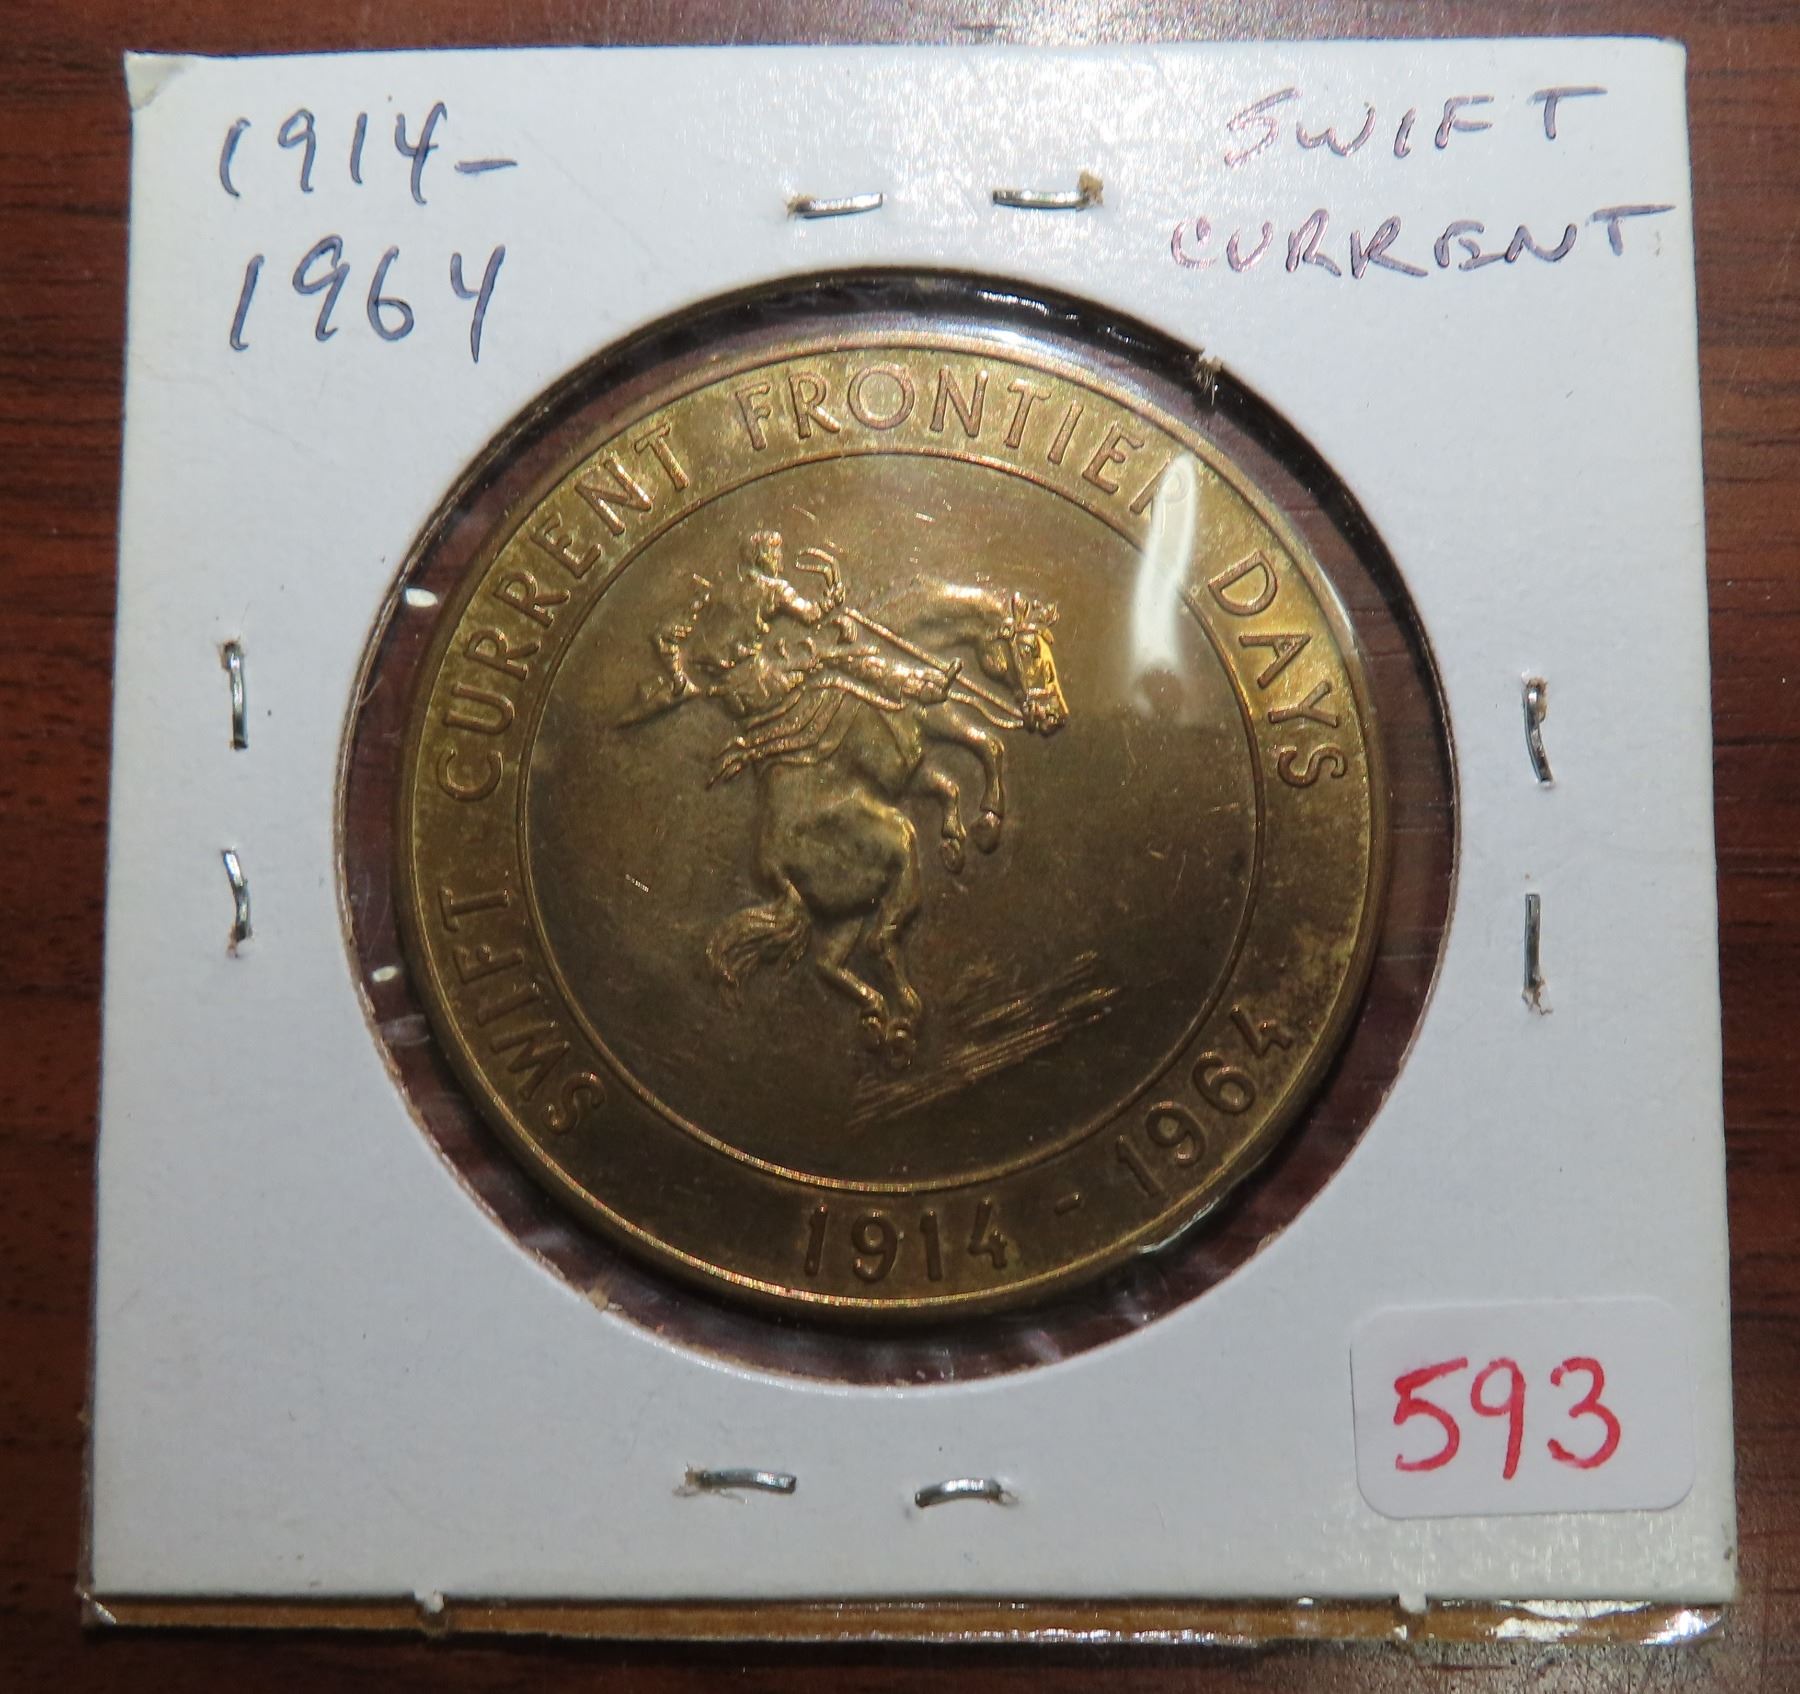 1914-
1964
SWIFT
CURRENT
SWIFT CURRENT FRONTIER DAYS
1914 - 1964
593